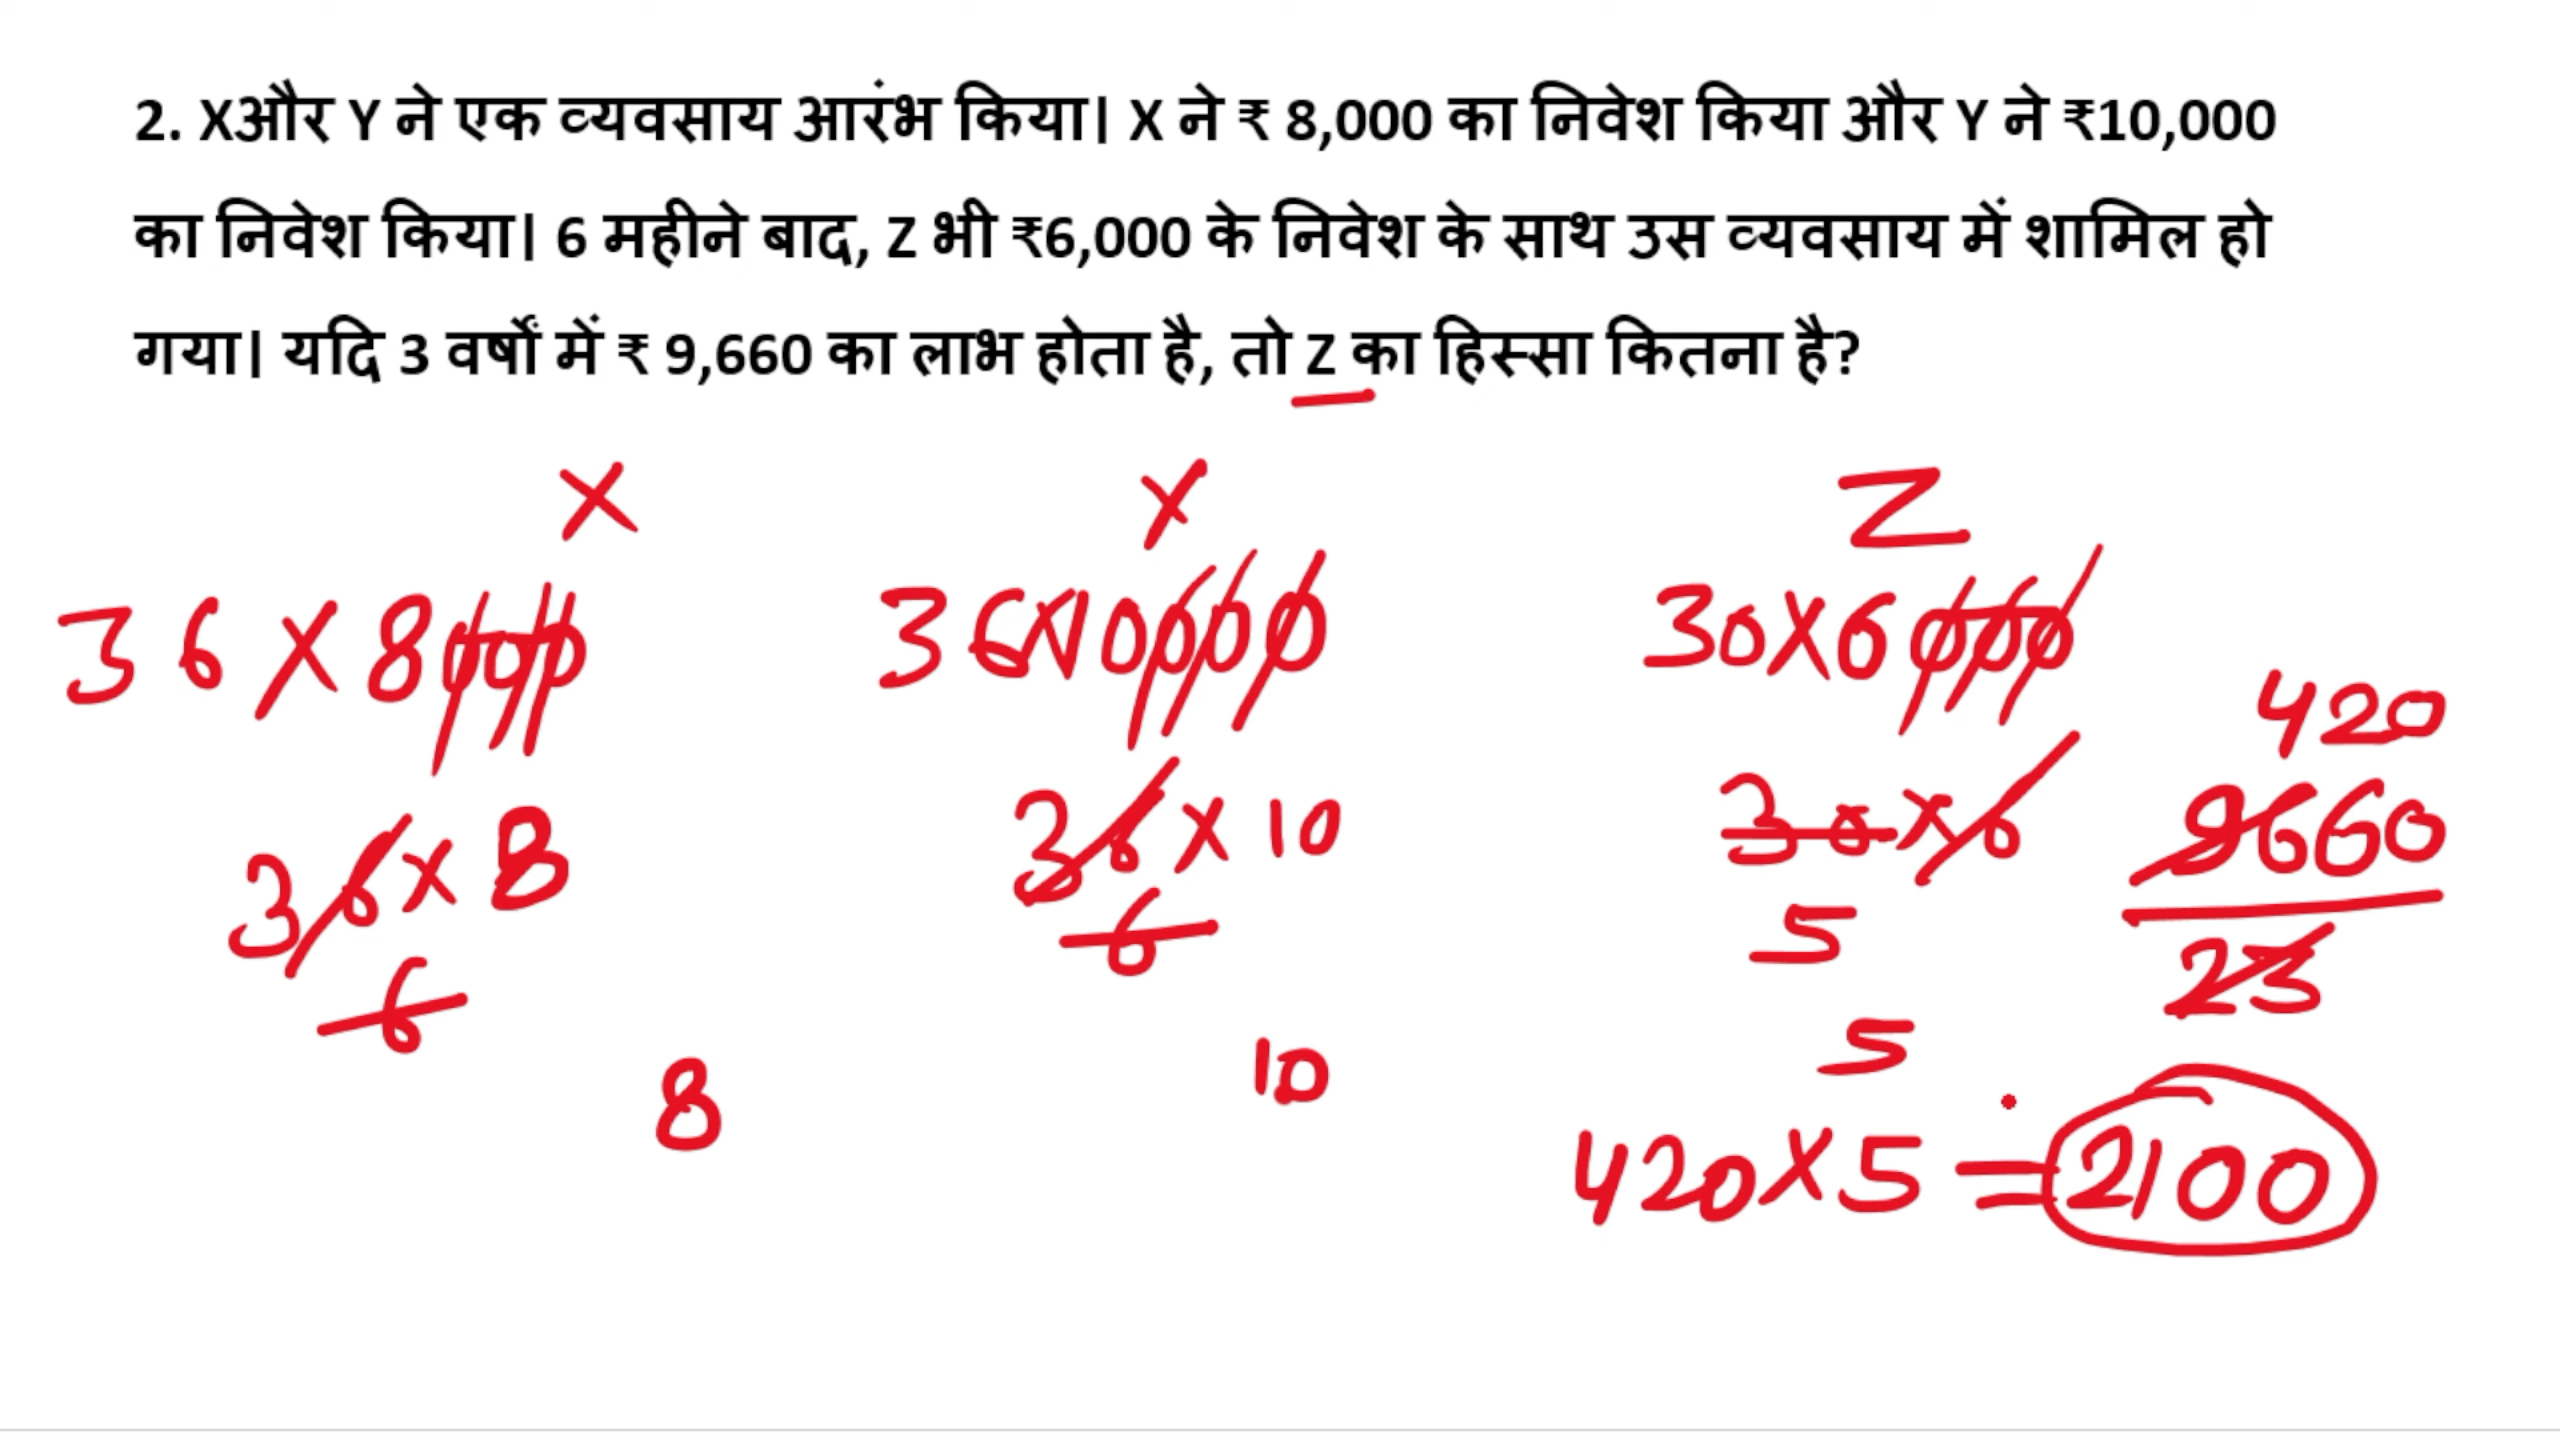 2. Xऔर Y ने एक व्यवसाय आरंभ किया। X ने ₹ 8,000 का निवेश किया और Y ने ₹10,000
का निवेश किया। 6 महीने बाद, Z भी ₹6,000 के निवेश के साथ उस व्यवसाय में शामिल हो
गया। यदि 3 वर्षों में ₹ 9,660 का लाभ होता है, तो Z का हिस्सा कितना है?
X Y Z
36 X 8000 36X10000 30X6000
420
36 x 8 36 x 10 30 x 6 9660
6 6 5 23
8 10 5
420 X 5 = 2100